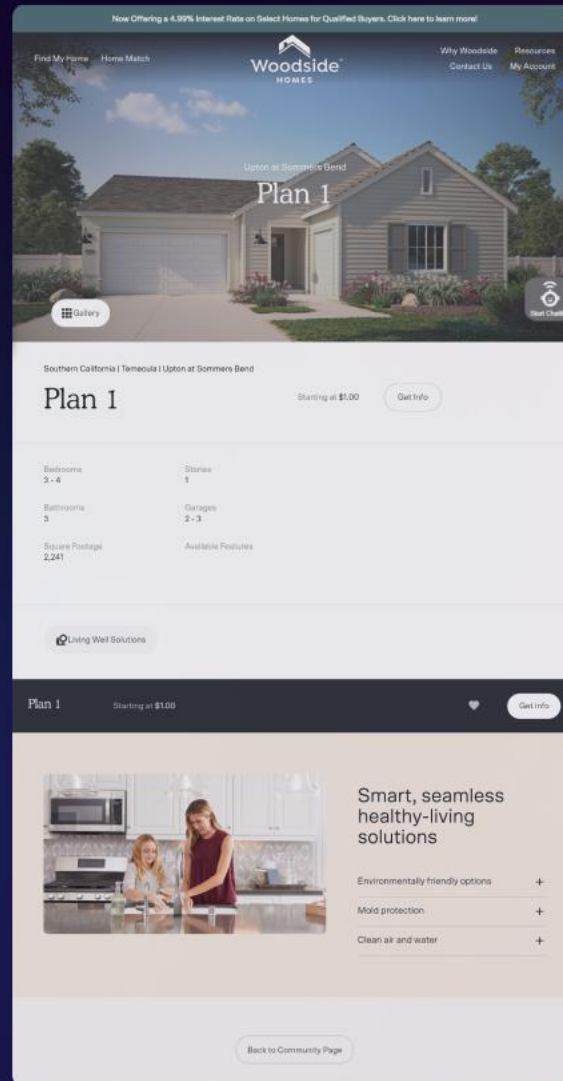 Now Offering a 4.99% Interest Rate on Select Homes for Qualified Buyers. Click here to learn more!
Find My Home Home Match
Woodside
HOMES
Why Woodside Resources
Contact Us My Account
Upton at Sommers Bend
Plan 1
Gallery
Start Chatting
Southern California | Temecula | Upton at Sommers Bend
Plan 1
Starting at $1.00
Get Info
Bedrooms
3 - 4
Stories
1
Bathrooms
3
Garages
2 - 3
Square Footage
2,241
Available Features
Living Well Solutions
Plan 1
Starting at $1.00
Get info
Smart, seamless
healthy-living
solutions
Environmentally friendly options +
Mold protection +
Clean air and water +
Back to Community Page